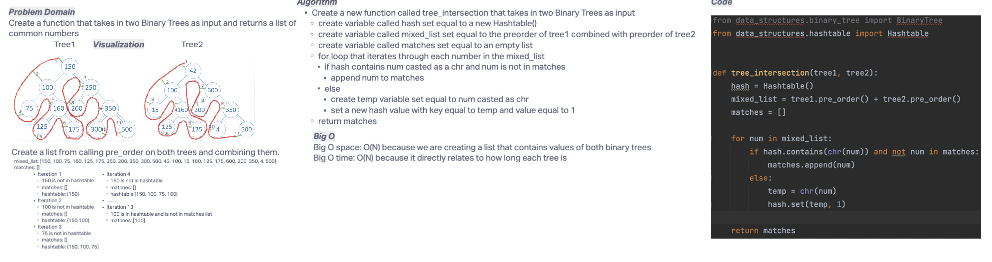 Problem Domain
Create a function that takes in two Binary Trees as input and returns a list of
common numbers
Tree1 Visualization Tree2
150
100 250
75 160 200 350
125 175 300 500
42
100 600
15 160 200 350
125 175 4 500
Create a list from calling pre_order on both trees and combining them.
mixed_list: [150, 100, 75, 160, 125, 175, 250, 200, 350, 300, 500, 42, 100, 15, 160, 125, 175, 600, 200, 350, 4, 500]
matches: []
Iteration 1
150 is not in hashtable
matches: []
hashtable: {150}
Iteration 2
100 is not in hashtable
matches: []
hashtable: {150,100}
Iteration 3
75 is not in hashtable
matches: []
hashtable: {150, 100, 75}
Iteration 4
160 is not in hashtable
matches: []
hashtable {150, 100, 75, 160}
Iteration 13
100 is in hashtable and is not in matches list
matches: [100]
Algorithm
Create a new function called tree_intersection that takes in two Binary Trees as input
create variable called hash set equal to a new Hashtable()
create variable called mixed_list set equal to the preorder of tree1 combined with preorder of tree2
create variable called matches set equal to an empty list
for loop that iterates through each number in the mixed_list
if hash contains num casted as a chr and num is not in matches
append num to matches
else
create temp variable set equal to num casted as chr
set a new hash value with key equal to temp and value equal to 1
return matches
Big O
Big O space: O(N) because we are creating a list that contains values of both binary trees
Big O time: O(N) because it directly relates to how long each tree is
Code
from data_structures.binary_tree import BinaryTree
from data_structures.hashtable import Hashtable
def tree_intersection(tree1, tree2):
hash = Hashtable()
mixed_list = tree1.pre_order() + tree2.pre_order()
matches = []
for num in mixed_list:
if hash.contains(chr(num)) and not num in matches:
matches.append(num)
else:
temp = chr(num)
hash.set(temp, 1)
return matches